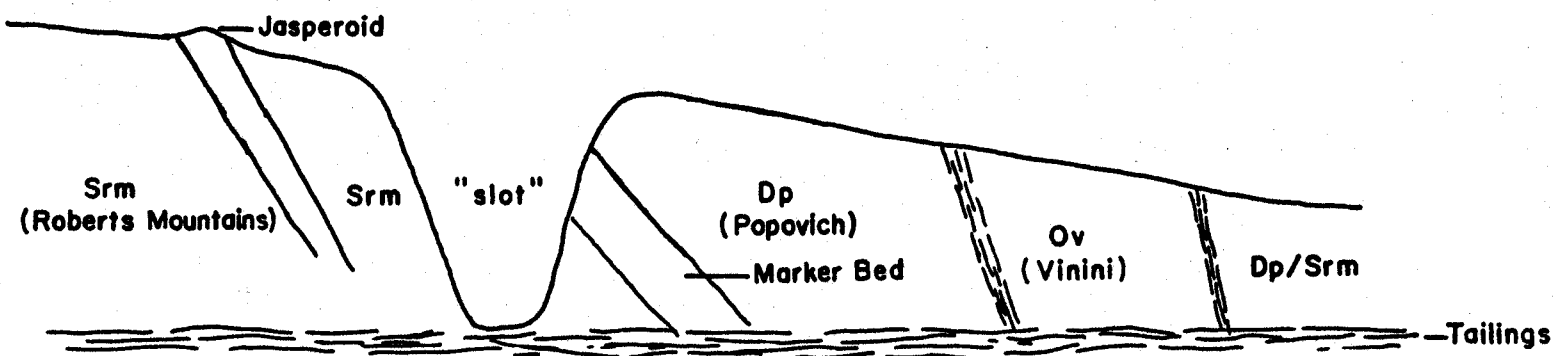 Jasperoid
Srm
(Roberts Mountains)
Srm
"slot"
Dp
(Popovich)
Marker Bed
Ov
(Vinini)
Dp/Srm
Tailings